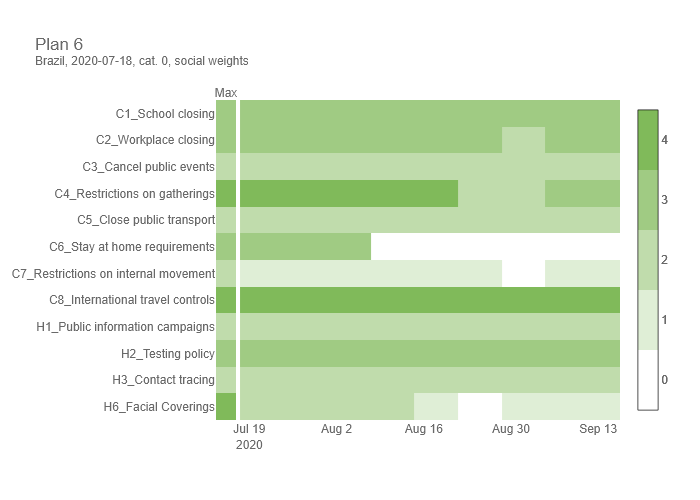 Plan 6
Brazil, 2020-07-18, cat. 0, social weights
Max
C1_School closing
C2_Workplace closing
C3_Cancel public events
C4_Restrictions on gatherings
C5_Close public transport
C6_Stay at home requirements
C7_Restrictions on internal movement
C8_International travel controls
H1_Public information campaigns
H2_Testing policy
H3_Contact tracing
H6_Facial Coverings
4
3
2
1
0
Jul 19 Aug 2 Aug 16 Aug 30 Sep 13
2020